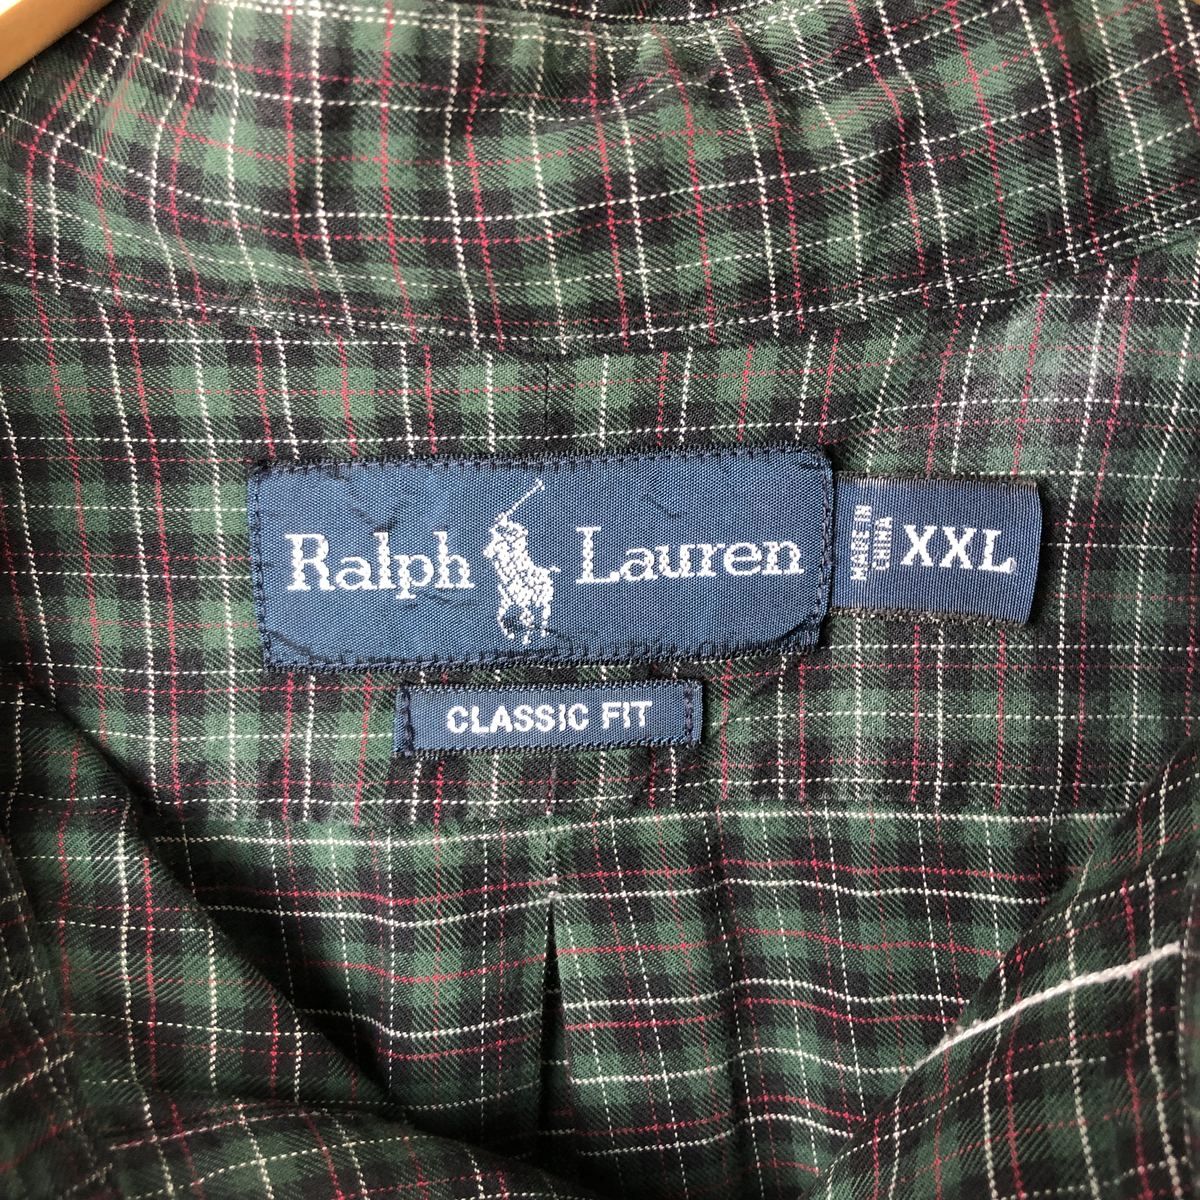 Ralph Lauren
MADE IN
CHINA
XXL
CLASSIC FIT